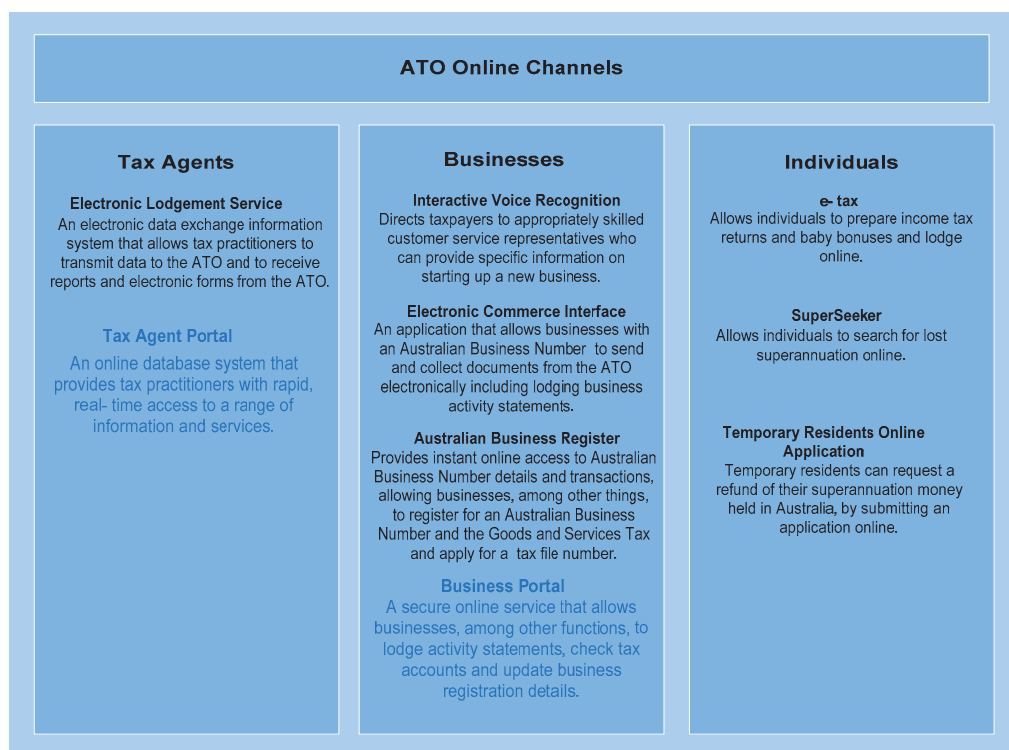 ATO Online Channels
Tax Agents
Electronic Lodgement Service
An electronic data exchange information
system that allows tax practitioners to
transmit data to the ATO and to receive
reports and electronic forms from the ATO.
Tax Agent Portal
An online database system that
provides tax practitioners with rapid,
real- time access to a range of
information and services.
Businesses
Interactive Voice Recognition
Directs taxpayers to appropriately skilled
customer service representatives who
can provide specific information on
starting up a new business.
Electronic Commerce Interface
An application that allows businesses with
an Australian Business Number to send
and collect documents from the ATO
electronically including lodging business
activity statements.
Australian Business Register
Provides instant online access to Australian
Business Number details and transactions,
allowing businesses, among other things,
to register for an Australian Business
Number and the Goods and Services Tax
and apply for a tax file number.
Business Portal
A secure online service that allows
businesses, among other functions, to
lodge activity statements, check tax
accounts and update business
registration details.
Individuals
e- tax
Allows individuals to prepare income tax
returns and baby bonuses and lodge
online.
SuperSeeker
Allows individuals to search for lost
superannuation online.
Temporary Residents Online
Application
Temporary residents can request a
refund of their superannuation money
held in Australia, by submitting an
application online.